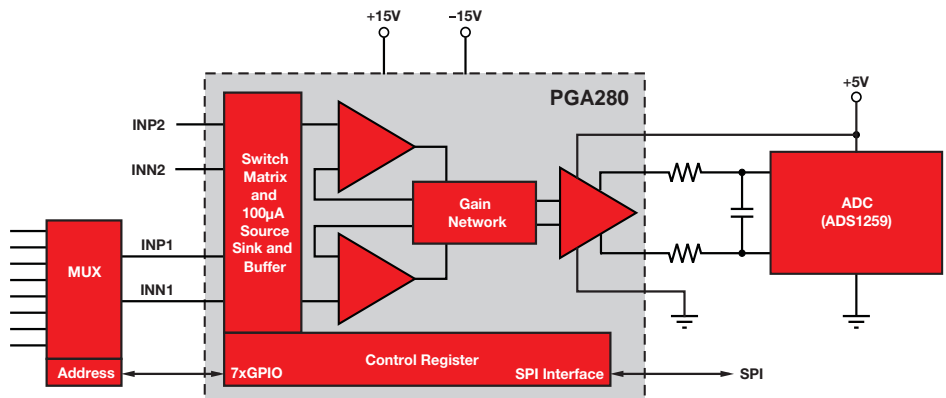 +15V
–15V
PGA280
+5V
INP2
INN2
INP1
INN1
MUX
Address
Switch
Matrix
and
100µA
Source
Sink and
Buffer
Gain
Network
ADC
(ADS1259)
Control Register
7xGPIO
SPI Interface
SPI